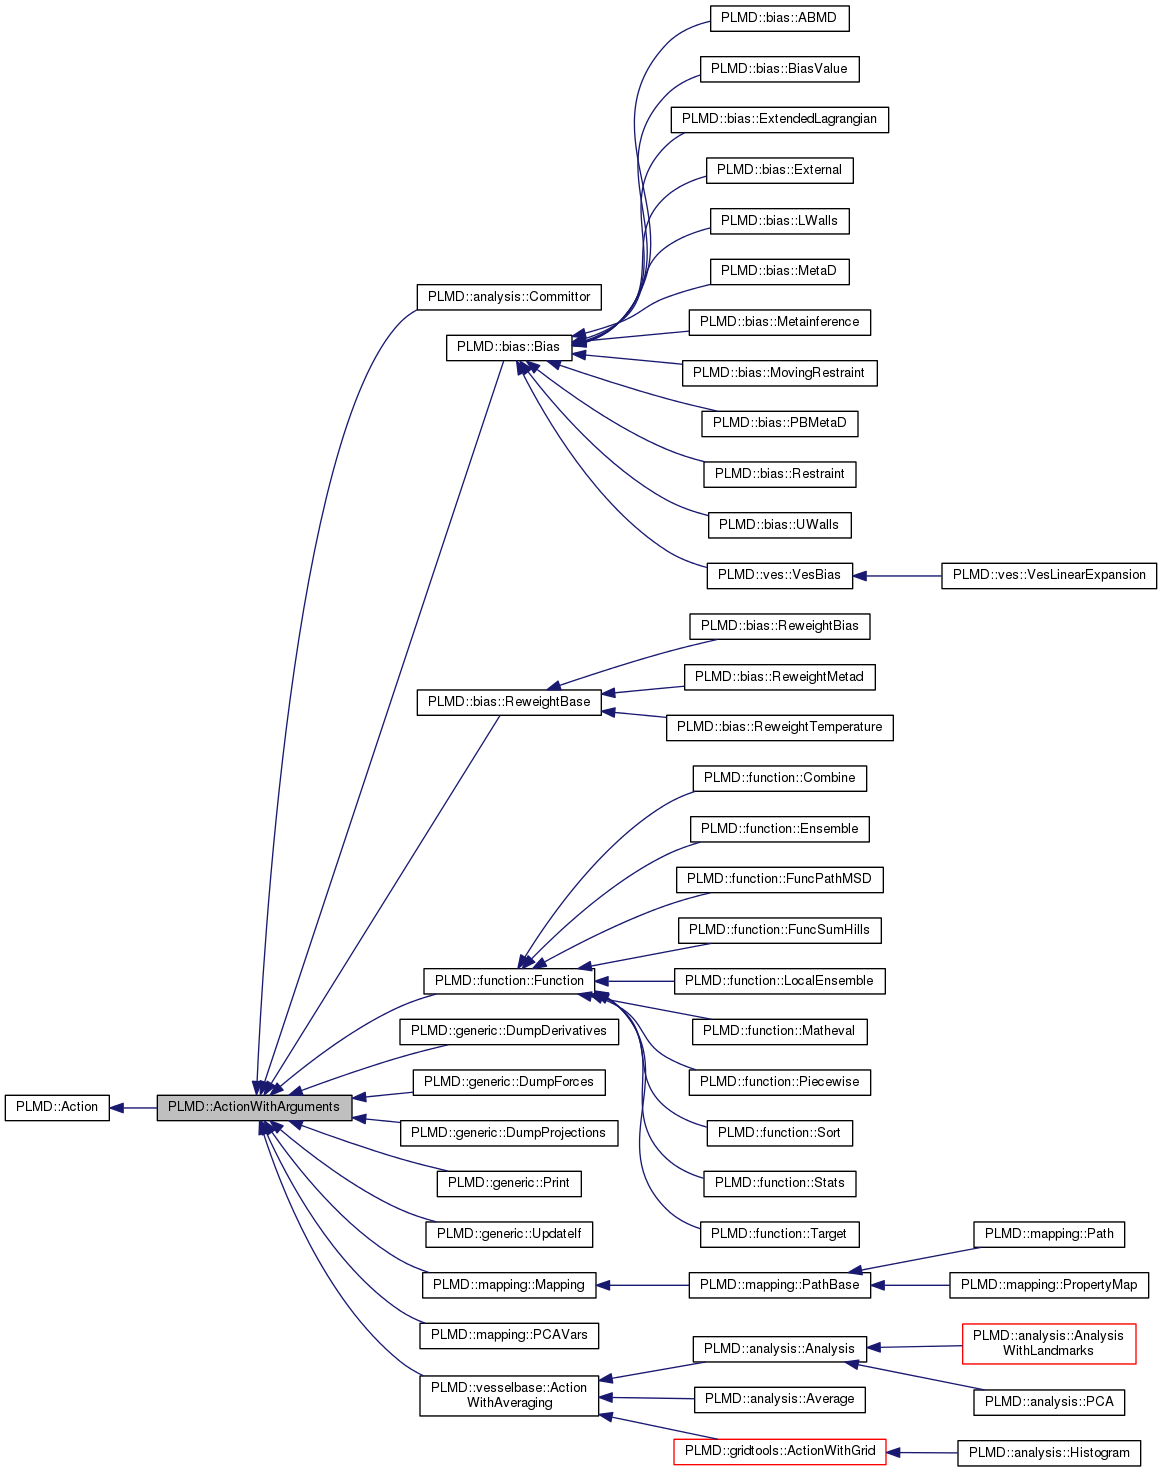 PLMD::bias::ABMD
PLMD::bias::BiasValue
PLMD::bias::ExtendedLagrangian
PLMD::bias::External
PLMD::bias::LWalls
PLMD::bias::MetaD
PLMD::analysis::Committor
PLMD::bias::Metainference
PLMD::bias::Bias
PLMD::bias::MovingRestraint
PLMD::bias::PBMetaD
PLMD::bias::Restraint
PLMD::bias::UWalls
PLMD::ves::VesBias
PLMD::ves::VesLinearExpansion
PLMD::bias::ReweightBias
PLMD::bias::ReweightMetad
PLMD::bias::ReweightBase
PLMD::bias::ReweightTemperature
PLMD::function::Combine
PLMD::function::Ensemble
PLMD::function::FuncPathMSD
PLMD::function::FuncSumHills
PLMD::function::Function
PLMD::function::LocalEnsemble
PLMD::generic::DumpDerivatives
PLMD::function::Matheval
PLMD::generic::DumpForces
PLMD::function::Piecewise
PLMD::Action
PLMD::ActionWithArguments
PLMD::generic::DumpProjections
PLMD::function::Sort
PLMD::generic::Print
PLMD::function::Stats
PLMD::generic::UpdateIf
PLMD::function::Target
PLMD::mapping::Path
PLMD::mapping::Mapping
PLMD::mapping::PathBase
PLMD::mapping::PropertyMap
PLMD::mapping::PCAVars
PLMD::analysis::Analysis
PLMD::analysis::Analysis
WithLandmarks
PLMD::vesselbase::Action
WithAveraging
PLMD::analysis::Average
PLMD::analysis::PCA
PLMD::gridtools::ActionWithGrid
PLMD::analysis::Histogram